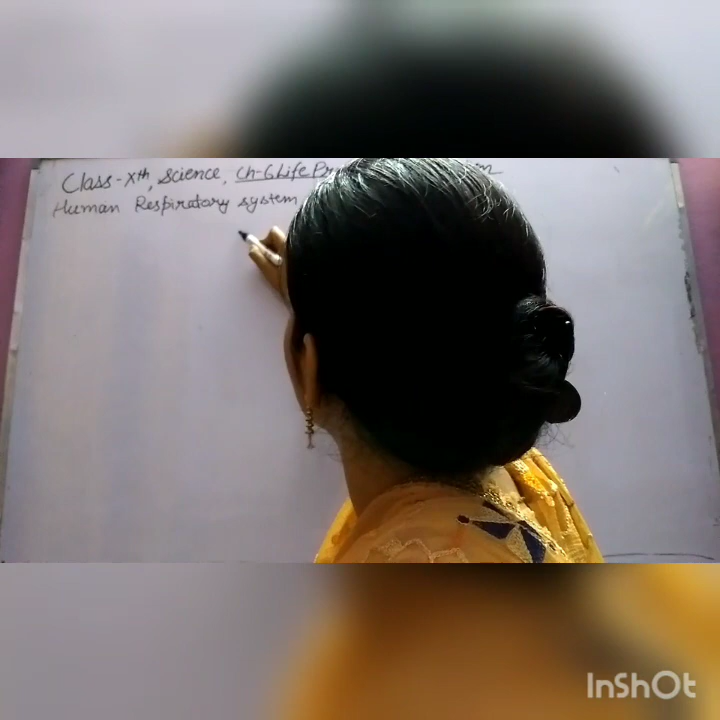 Class-Xth, Science, Ch-6 Life
Human Respiratory system
InShOt